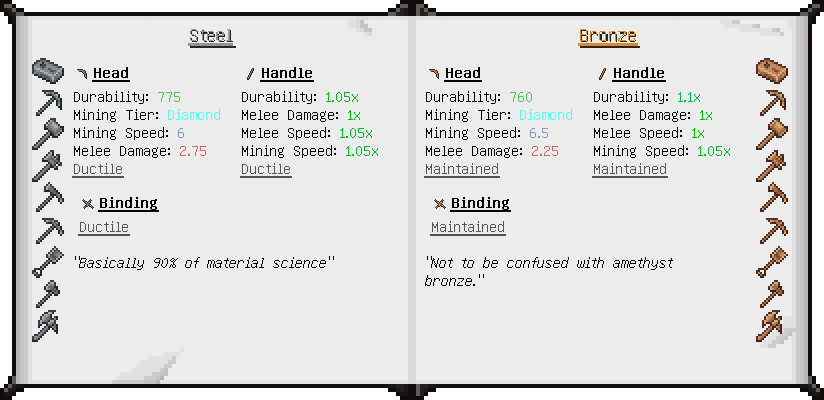 Steel
Head
Durability: 775
Mining Tier: Diamond
Mining Speed: 6
Melee Damage: 2.75
Ductile
Handle
Durability: 1.05x
Melee Damage: 1x
Melee Speed: 1.05x
Mining Speed: 1.05x
Ductile
Binding
Ductile
"Basically 90% of material science"
Bronze
Head
Durability: 760
Mining Tier: Diamond
Mining Speed: 6.5
Melee Damage: 2.25
Maintained
Handle
Durability: 1.1x
Melee Damage: 1x
Melee Speed: 1x
Mining Speed: 1.05x
Maintained
Binding
Maintained
"Not to be confused with amethyst
bronze."